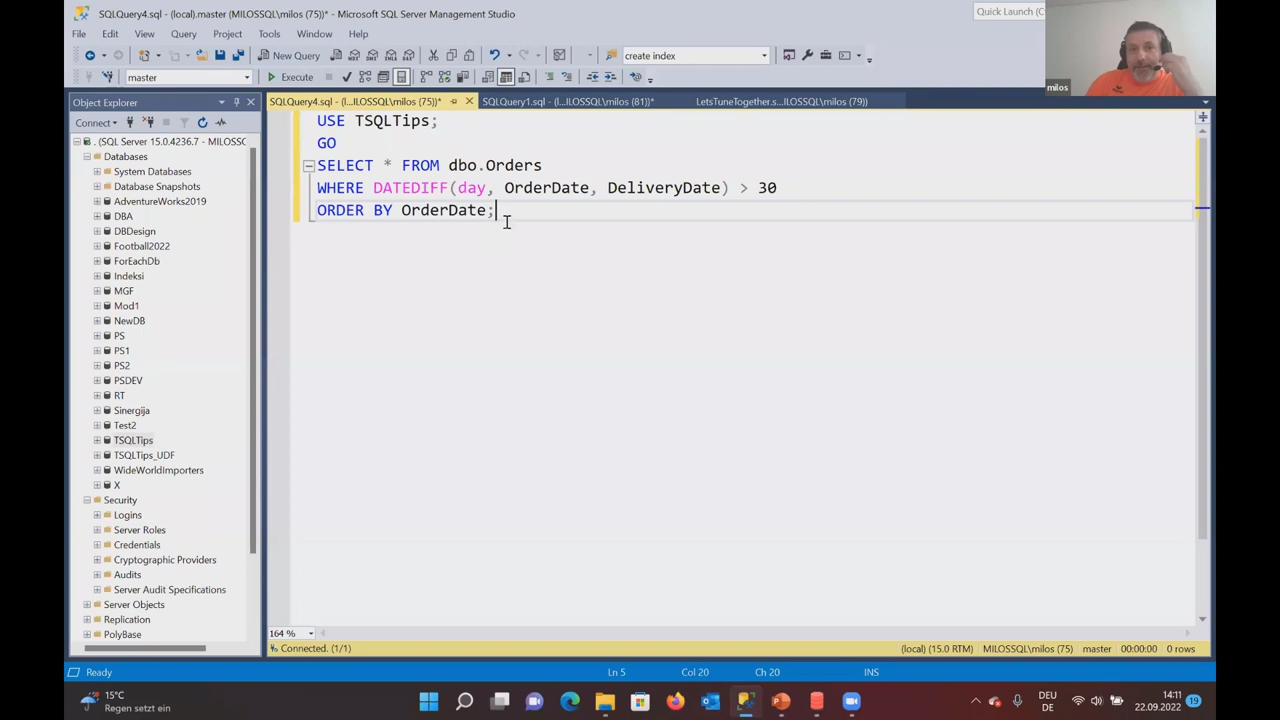 SQLQuery4.sql - (local).master (MILOSSQL\milos (75))* - Microsoft SQL Server Management Studio
Quick Launch (C
File Edit View Query Project Tools Window Help
New Query
create index
master
Execute
milos
Object Explorer
SQLQuery4.sql - (l...ILOSSQL\milos (75))*
SQLQuery1.sql - (l...ILOSSQL\milos (81))*
LetsTuneTogether.s...ILOSSQL\milos (79))
Connect
. (SQL Server 15.0.4236.7 - MILOSSC
Databases
System Databases
Database Snapshots
AdventureWorks2019
DBA
DBDesign
Football2022
ForEachDb
Indeksi
MGF
Mod1
NewDB
PS
PS1
PS2
PSDEV
RT
Sinergija
Test2
TSQLTips
TSQLTips_UDF
WideWorldImporters
X
Security
Logins
Server Roles
Credentials
Cryptographic Providers
Audits
Server Audit Specifications
Server Objects
Replication
PolyBase
USE TSQLTips;
GO
SELECT * FROM dbo.Orders
WHERE DATEDIFF(day, OrderDate, DeliveryDate) > 30
ORDER BY OrderDate;
164 %
Connected. (1/1)
(local) (15.0 RTM) MILOSSQL\milos (75) master 00:00:00 0 rows
Ready
Ln 5
Col 20
Ch 20
INS
15°C
Regen setzt ein
DEU
DE
14:11
22.09.2022
19